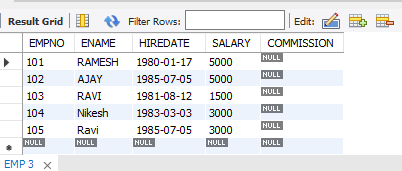 Result Grid Filter Rows: Edit:
EMPNO ENAME HIREDATE SALARY COMMISSION
101 RAMESH 1980-01-17 5000 NULL
102 AJAY 1985-07-05 5000 NULL
103 RAVI 1981-08-12 1500 NULL
104 Nikesh 1983-03-03 3000 NULL
105 Ravi 1985-07-05 3000 NULL
NULL NULL NULL NULL NULL
EMP 3